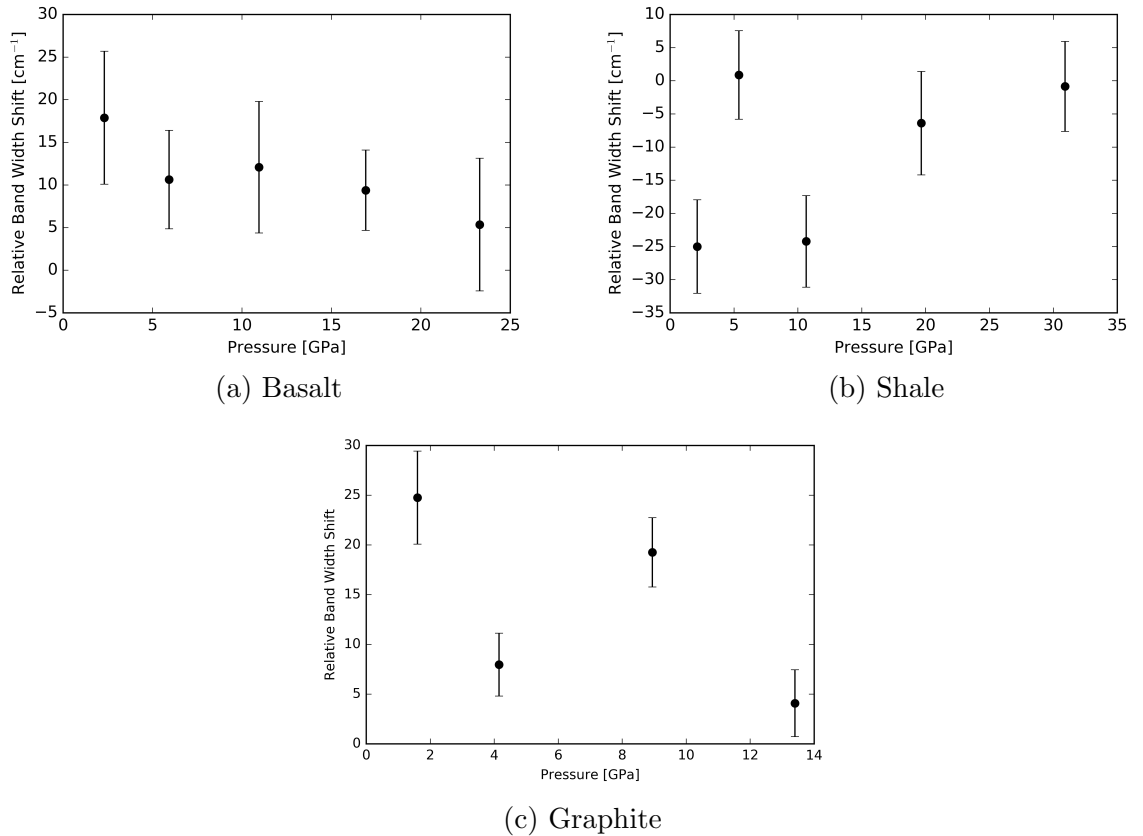 30
25
20
15
10
5
0
−5
Relative Band Width Shift [cm⁻¹]
0 5 10 15 20 25
Pressure [GPa]
(a) Basalt
10
5
0
−5
−10
−15
−20
−25
−30
−35
Relative Band Width Shift [cm⁻¹]
0 5 10 15 20 25 30 35
Pressure [GPa]
(b) Shale
30
25
20
15
10
5
0
Relative Band Width Shift
0 2 4 6 8 10 12 14
Pressure [GPa]
(c) Graphite